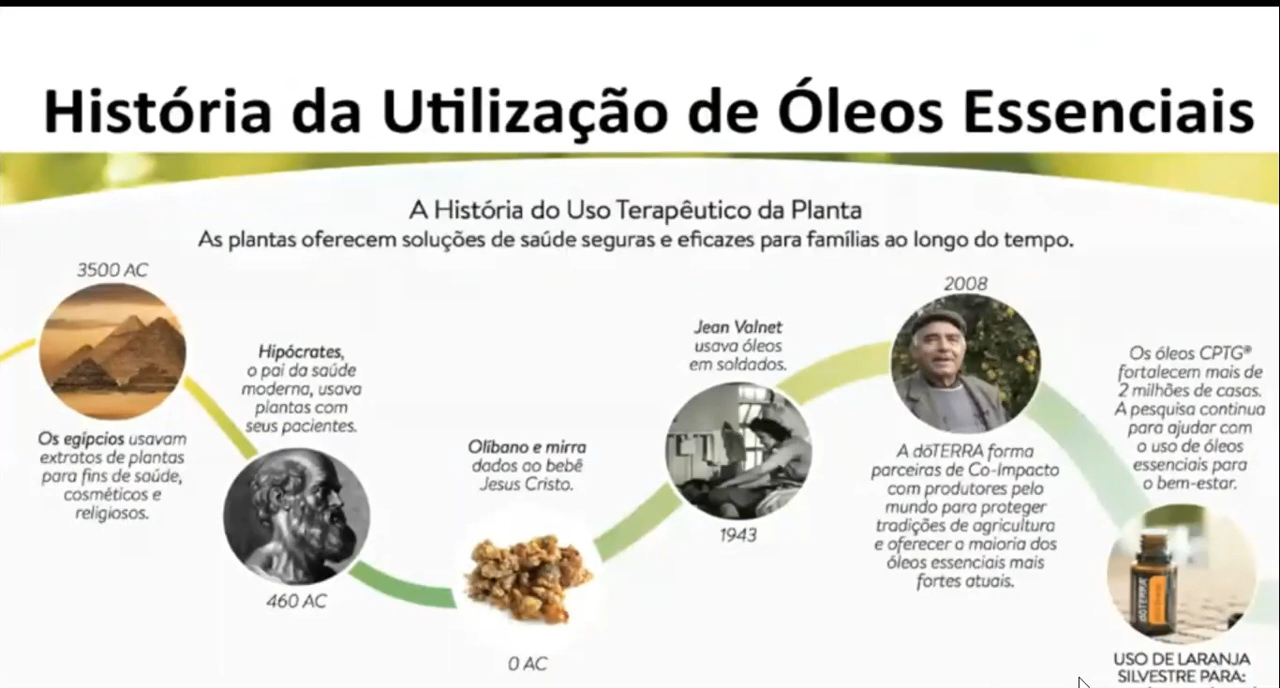 História da Utilização de Óleos Essenciais
A História do Uso Terapêutico da Planta
As plantas oferecem soluções de saúde seguras e eficazes para famílias ao longo do tempo.
3500 AC
Os egípcios usavam
extratos de plantas
para fins de saúde,
cosméticos e
religiosos.
Hipócrates,
o pai da saúde
moderna, usava
plantas com
seus pacientes.
460 AC
Olíbano e mirra
dados ao bebê
Jesus Cristo.
0 AC
Jean Valnet
usava óleos
em soldados.
1943
2008
A dōTERRA forma
parceiras de Co-Impacto
com produtores pelo
mundo para proteger
tradições de agricultura
e oferecer a maioria dos
óleos essenciais mais
fortes atuais.
Os óleos CPTG®
fortalecem mais de
2 milhões de casas.
A pesquisa continua
para ajudar com
o uso de óleos
essenciais para
o bem-estar.
dōTERRA
USO DE LARANJA
SILVESTRE PARA: